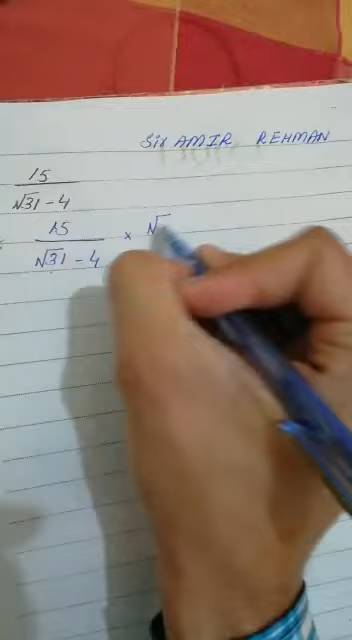 Sir AMIR REHMAN
15
√31 - 4
15 × √
√31 - 4